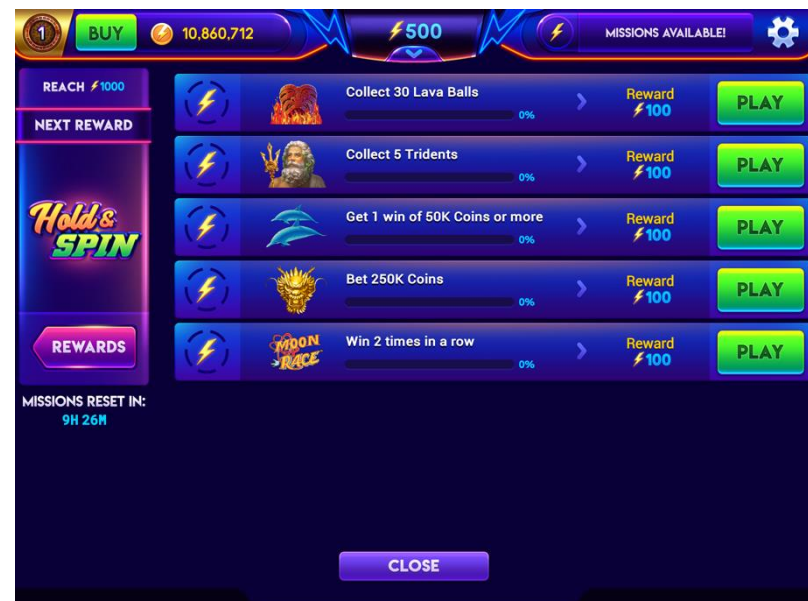 1
BUY
10,860,712
500
MISSIONS AVAILABLE!
REACH 1000
NEXT REWARD
Hold &
SPIN
REWARDS
MISSIONS RESET IN:
9H 26M
Collect 30 Lava Balls
0%
Reward
100
PLAY
Collect 5 Tridents
0%
Reward
100
PLAY
Get 1 win of 50K Coins or more
0%
Reward
100
PLAY
Bet 250K Coins
0%
Reward
100
PLAY
MOON
RACE
Win 2 times in a row
0%
Reward
100
PLAY
CLOSE